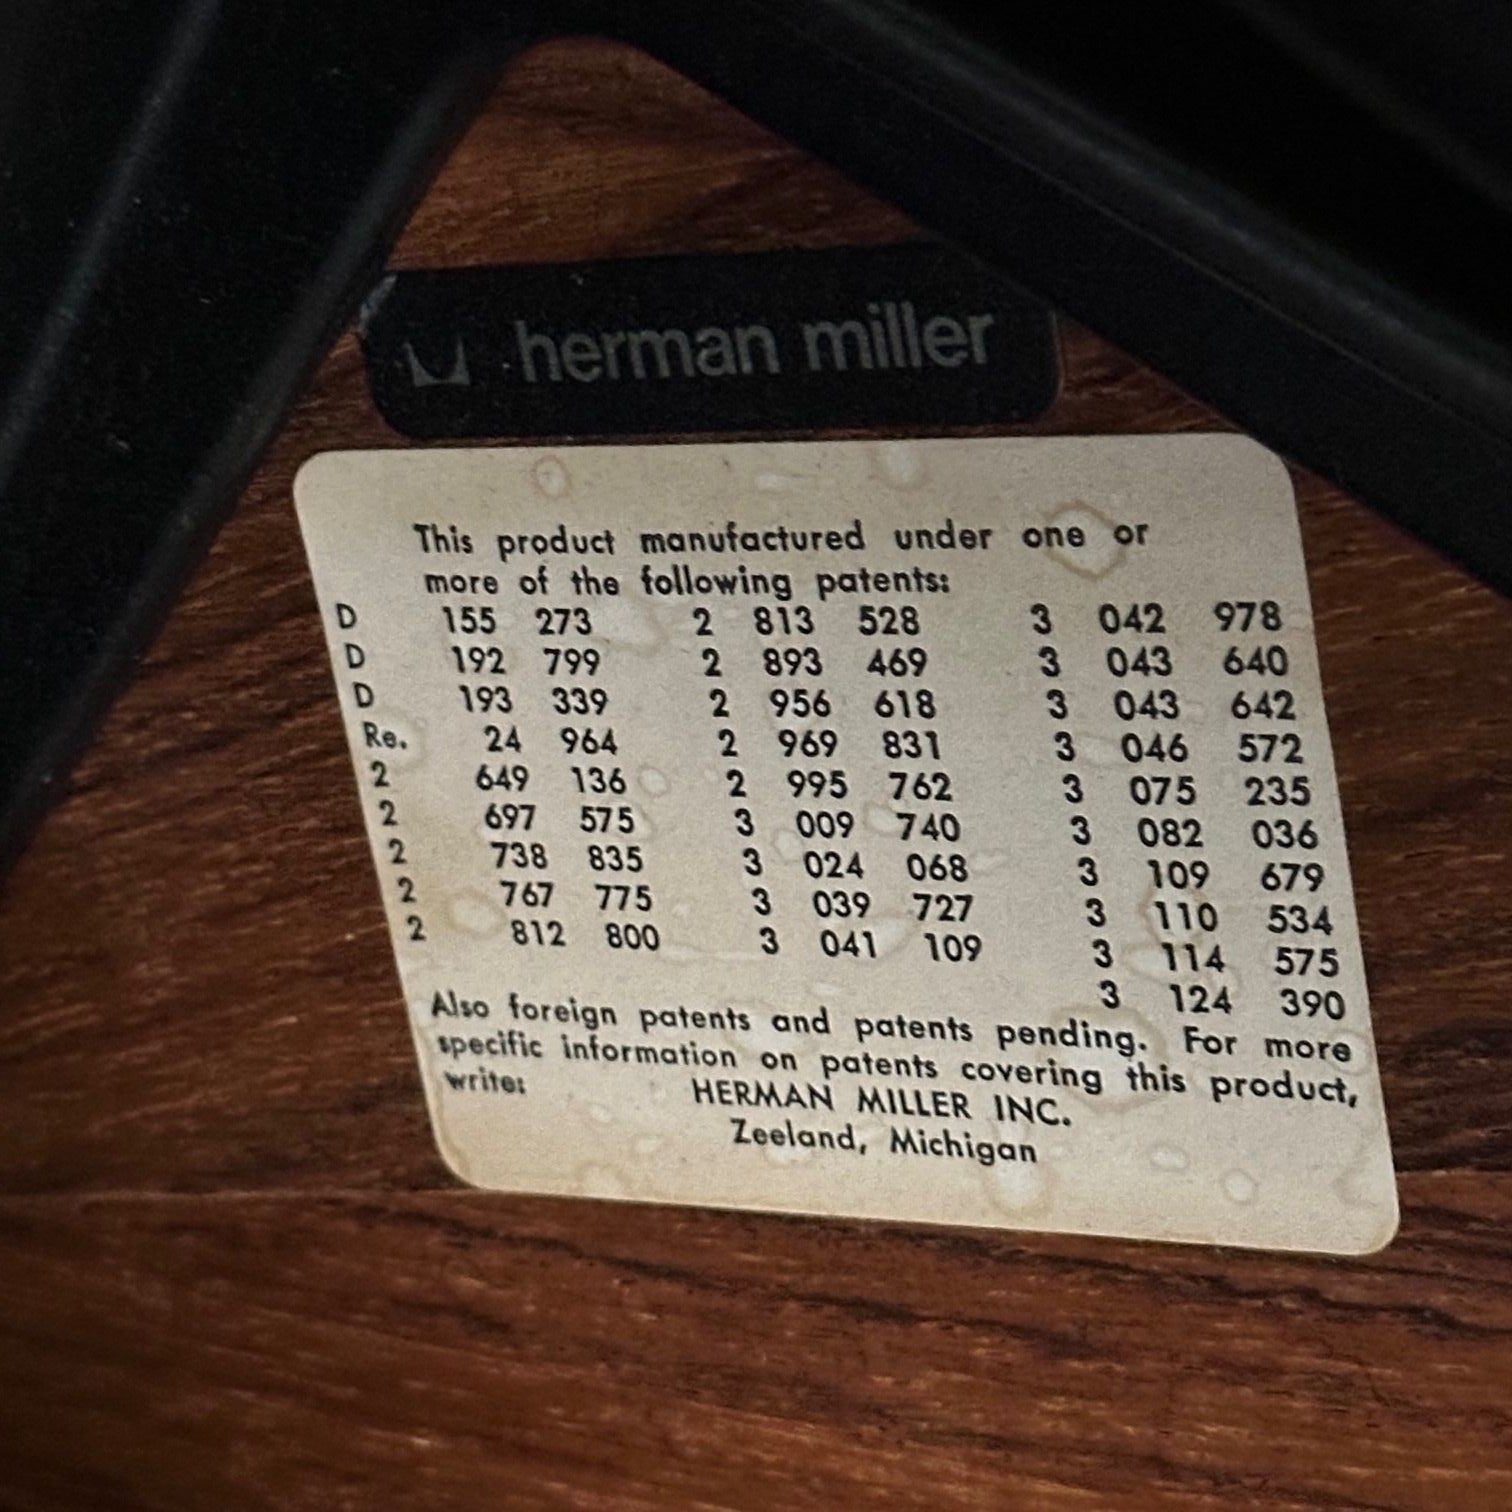 herman miller
This product manufactured under one or
more of the following patents:
D 155 273 2 813 528 3 042 978
D 192 799 2 893 469 3 043 640
D 193 339 2 956 618 3 043 642
Re. 24 964 2 969 831 3 046 572
2 649 136 2 995 762 3 075 235
2 697 575 3 009 740 3 082 036
2 738 835 3 024 068 3 109 679
2 767 775 3 039 727 3 110 534
2 812 800 3 041 109 3 114 575
3 124 390
Also foreign patents and patents pending. For more
specific information on patents covering this product,
write: HERMAN MILLER INC.
Zeeland, Michigan